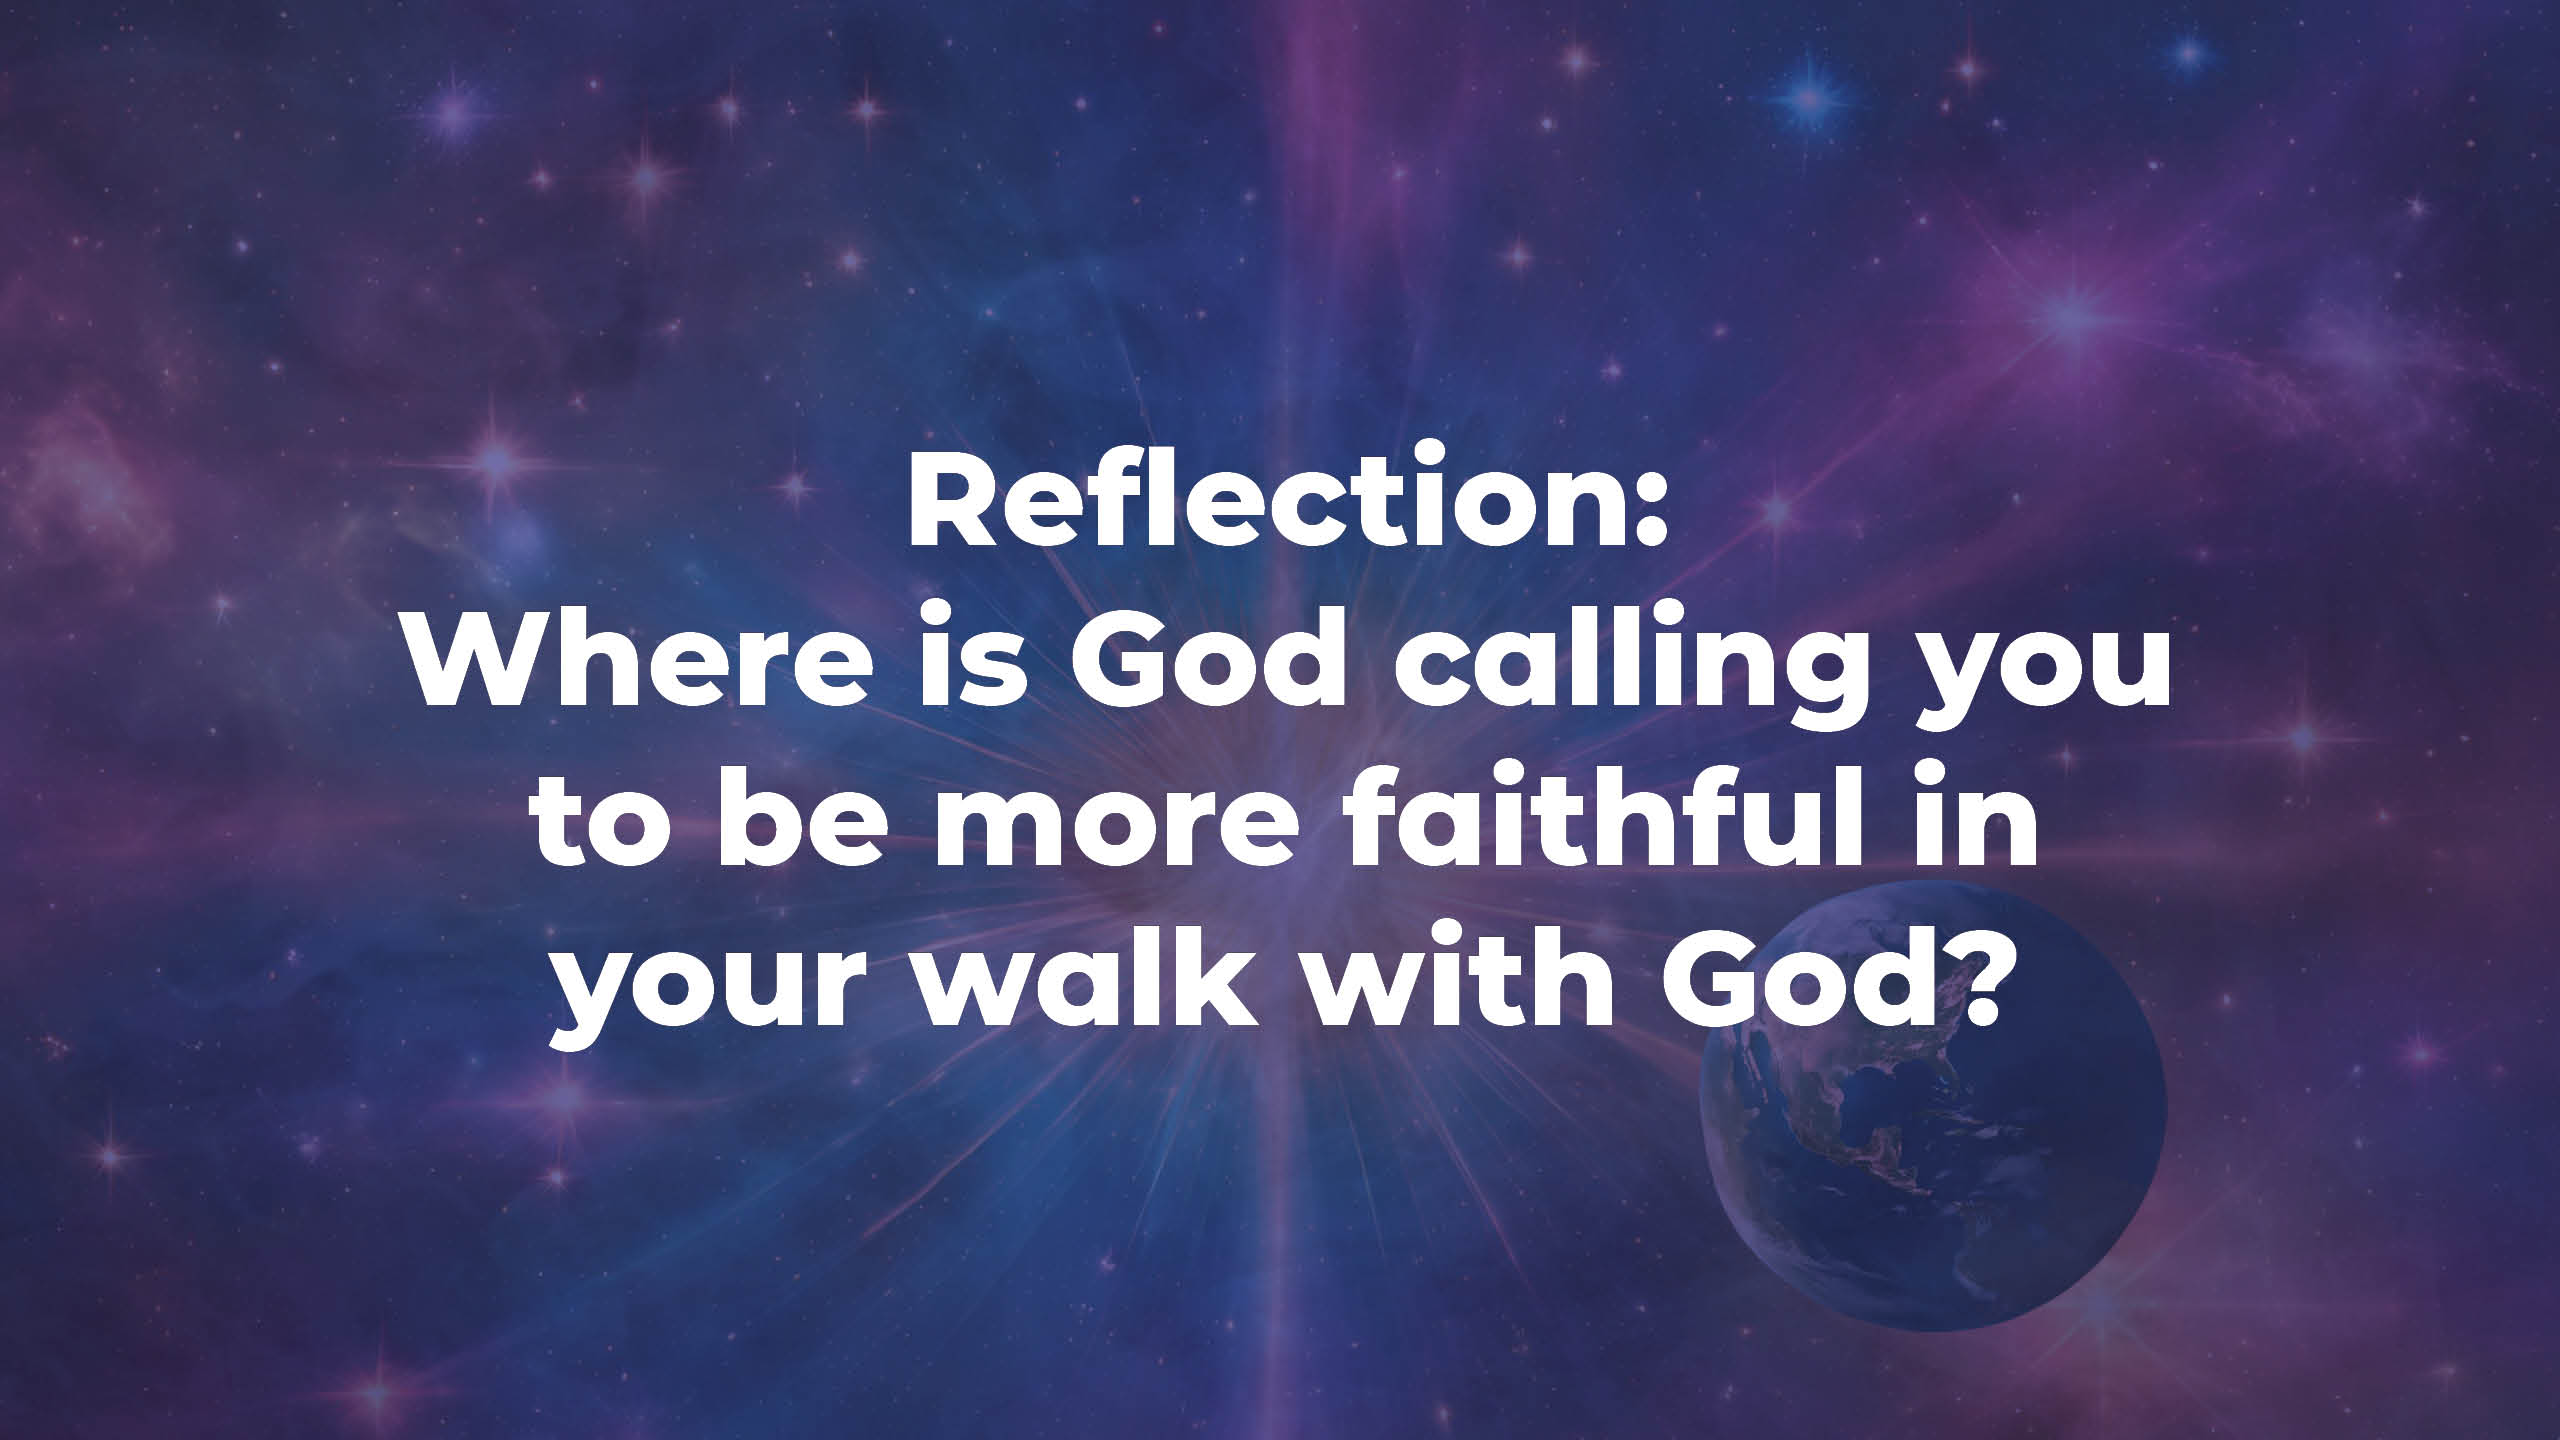 Reflection:
Where is God calling you
to be more faithful in
your walk with God?